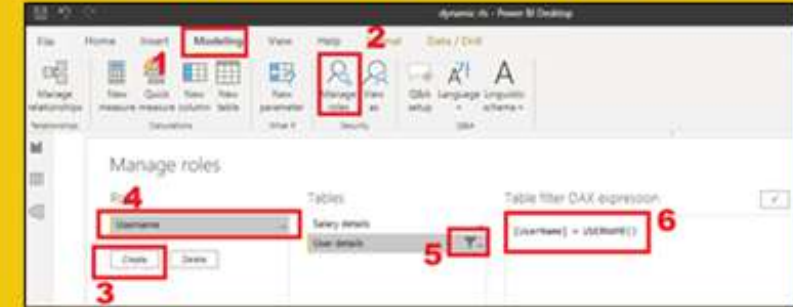 dynamic rls - Power BI Desktop
File Home Insert Modelling View Help Data / Drill
1
2
Manage relationships
New measure
Quick measure
New column
New table
New parameter
Manage roles
View as
Q&A setup
Language
Linguistic schema
Relationships
Calculations
What if
Security
Q&A
Manage roles
4
Tables
Table filter DAX expression
Username
Salary details
User details
5
[UserName] = USERNAME()
6
Create
Delete
3